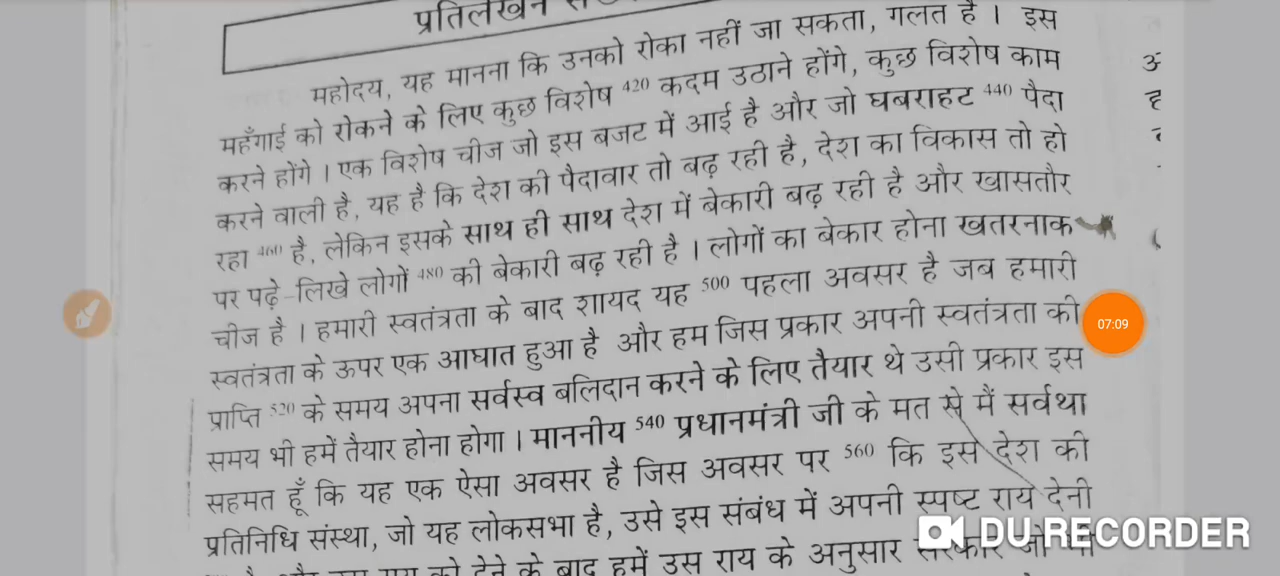 प्रतिलेखन
महोदय, यह मानना कि उनको रोका नहीं जा सकता, गलत है । इस
महँगाई को रोकने के लिए कुछ विशेष 420 कदम उठाने होंगे, कुछ विशेष काम
करने होंगे । एक विशेष चीज जो इस बजट में आई है और जो घबराहट 440 पैदा
करने वाली है, यह है कि देश की पैदावार तो बढ़ रही है, देश का विकास तो हो
रहा 460 है, लेकिन इसके साथ ही साथ देश में बेकारी बढ़ रही है और खासतौर
पर पढ़े-लिखे लोगों 480 की बेकारी बढ़ रही है । लोगों का बेकार होना खतरनाक
चीज है । हमारी स्वतंत्रता के बाद शायद यह 500 पहला अवसर है जब हमारी
स्वतंत्रता के ऊपर एक आघात हुआ है और हम जिस प्रकार अपनी स्वतंत्रता की
प्राप्ति 520 के समय अपना सर्वस्व बलिदान करने के लिए तैयार थे उसी प्रकार इस
समय भी हमें तैयार होना होगा । माननीय 540 प्रधानमंत्री जी के मत से मैं सर्वथा
सहमत हूँ कि यह एक ऐसा अवसर है जिस अवसर पर 560 कि इस देश की
प्रतिनिधि संस्था, जो यह लोकसभा है, उसे इस संबंध में अपनी स्पष्ट राय देनी
को देने के बाद हमें उस राय के अनुसार
07:09
DU RECORDER